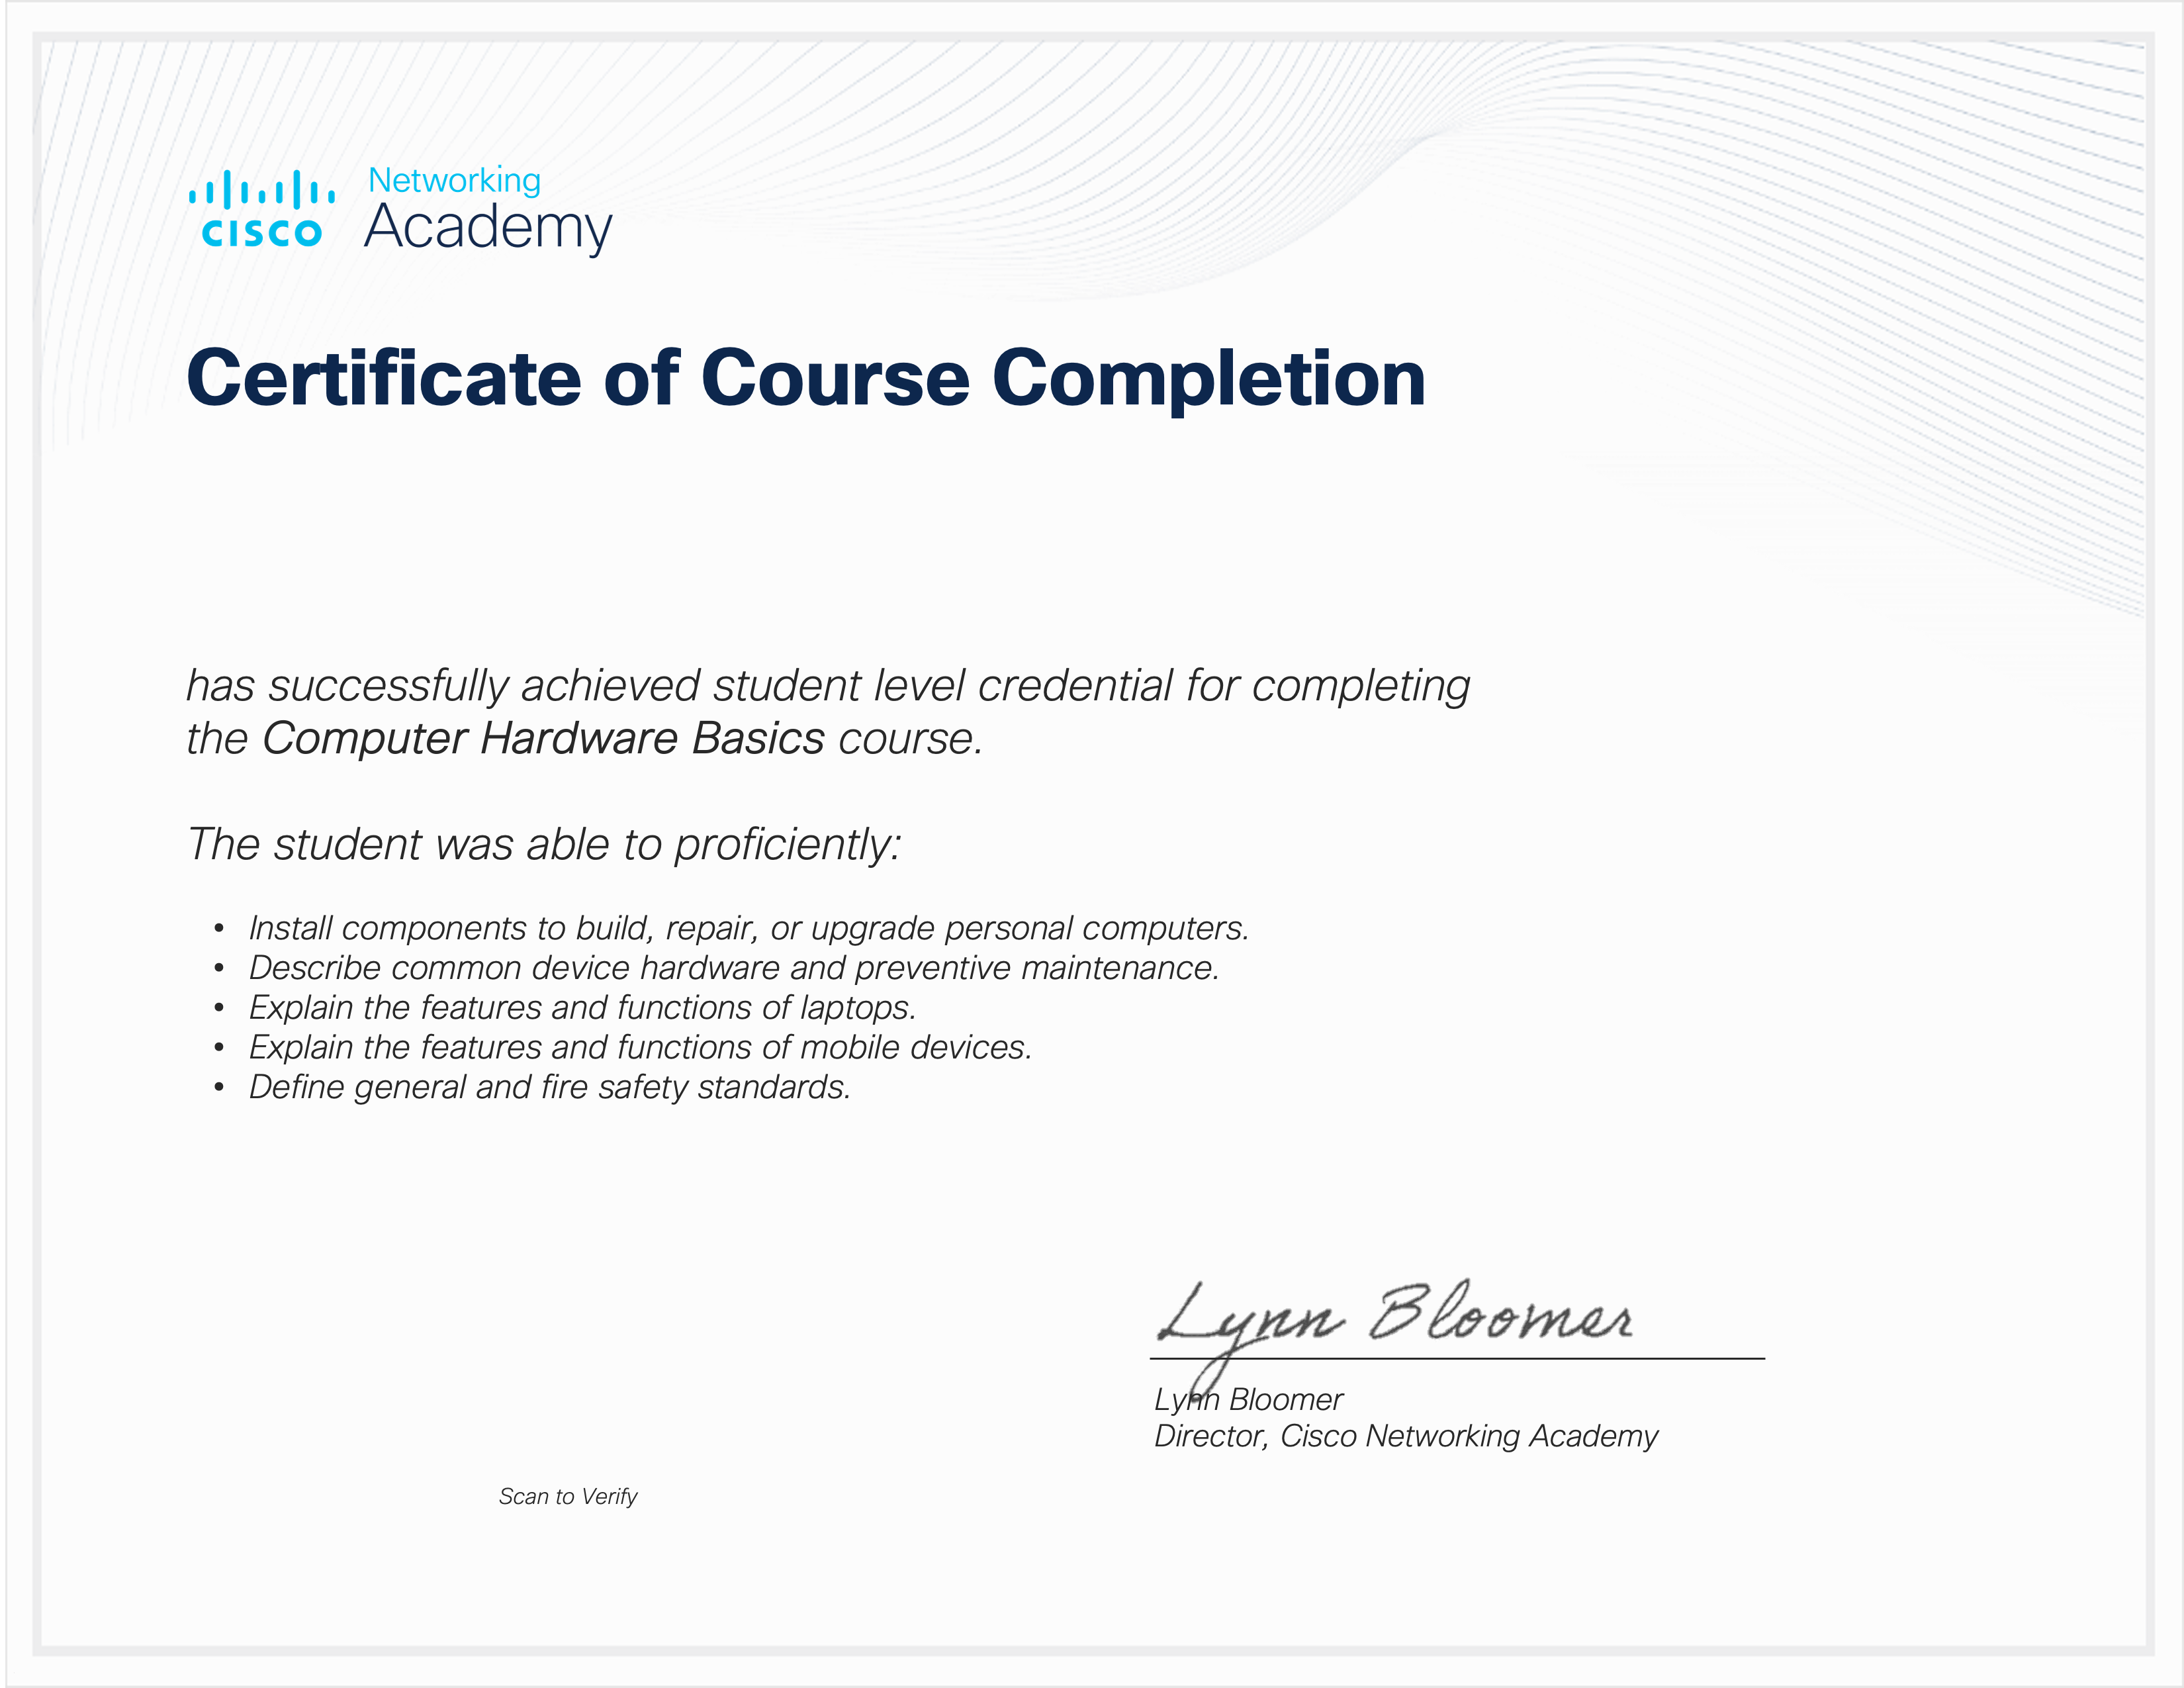 Networking
CISCO Academy
Certificate of Course Completion
has successfully achieved student level credential for completing
the Computer Hardware Basics course.
The student was able to proficiently:
• Install components to build, repair, or upgrade personal computers.
• Describe common device hardware and preventive maintenance.
• Explain the features and functions of laptops.
• Explain the features and functions of mobile devices.
• Define general and fire safety standards.
Lynn Bloomer
Lynn Bloomer
Director, Cisco Networking Academy
Scan to Verify